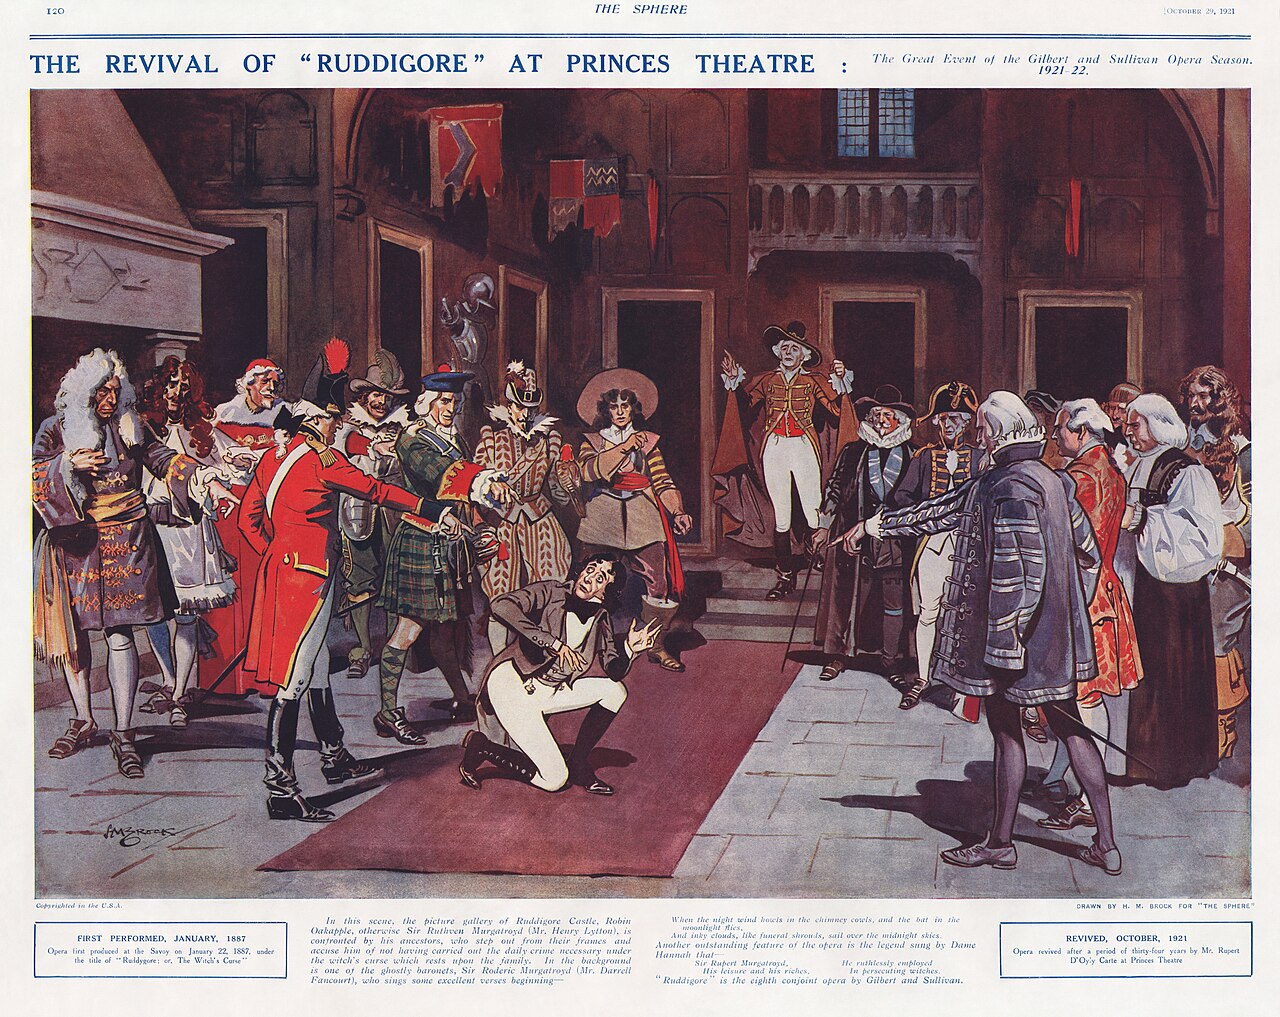 120
THE SPHERE
[OCTOBER 29, 1921
THE REVIVAL OF "RUDDIGORE" AT PRINCES THEATRE :
The Great Event of the Gilbert and Sullivan Opera Season.
1921-22.
HMBROCK
Copyrighted in the U.S.A.
DRAWN BY H. M. BROCK FOR "THE SPHERE"
FIRST PERFORMED, JANUARY, 1887
Opera first produced at the Savoy on January 22, 1887, under
the title of "Ruddygore; or, The Witch's Curse"
In this scene, the picture gallery of Ruddigore Castle, Robin
Oakapple, otherwise Sir Ruthven Murgatroyd (Mr. Henry Lytton), is
confronted by his ancestors, who step out from their frames and
accuse him of not having carried out the daily crime necessary under
the witch's curse which rests upon the family. In the background
is one of the ghostly baronets, Sir Roderic Murgatroyd (Mr. Darrell
Fancourt), who sings some excellent verses beginning—
When the night wind howls in the chimney cowls, and the bat in the
moonlight flies,
And inky clouds, like funeral shrouds, sail over the midnight skies.
Another outstanding feature of the opera is the legend sung by Dame
Hannah that—
Sir Rupert Murgatroyd, He ruthlessly employed
His leisure and his riches, In persecuting witches.
"Ruddigore" is the eighth conjoint opera by Gilbert and Sullivan.
REVIVED, OCTOBER, 1921
Opera revised after a period of thirty-four years by Mr. Rupert
D'Oyly Carte at Princes Theatre